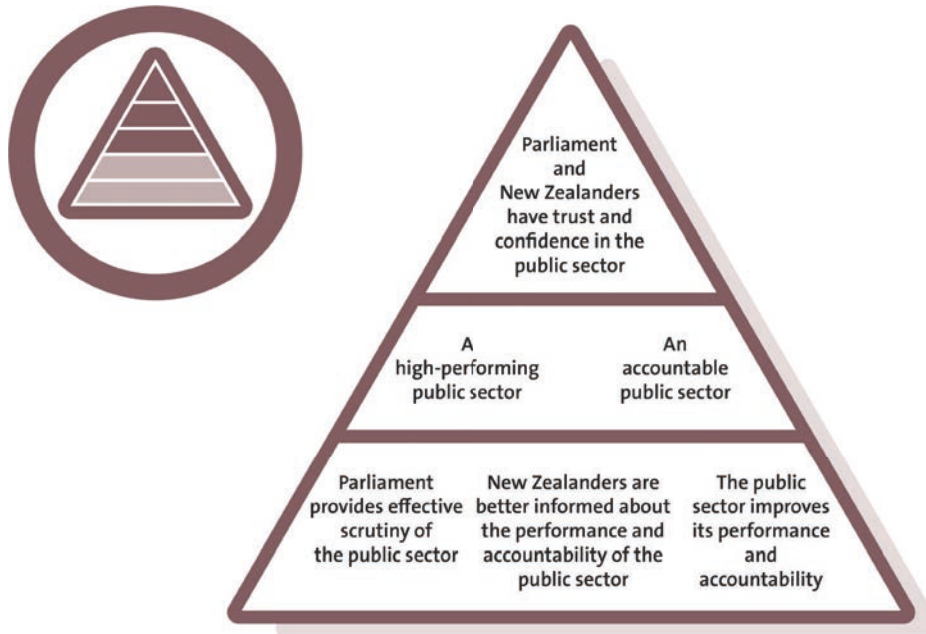 Parliament
and
New Zealanders
have trust and
confidence in the
public sector
A
high-performing
public sector
An
accountable
public sector
Parliament
provides effective
scrutiny of
the public sector
New Zealanders are
better informed about
the performance and
accountability of the
public sector
The public
sector improves
its performance
and
accountability